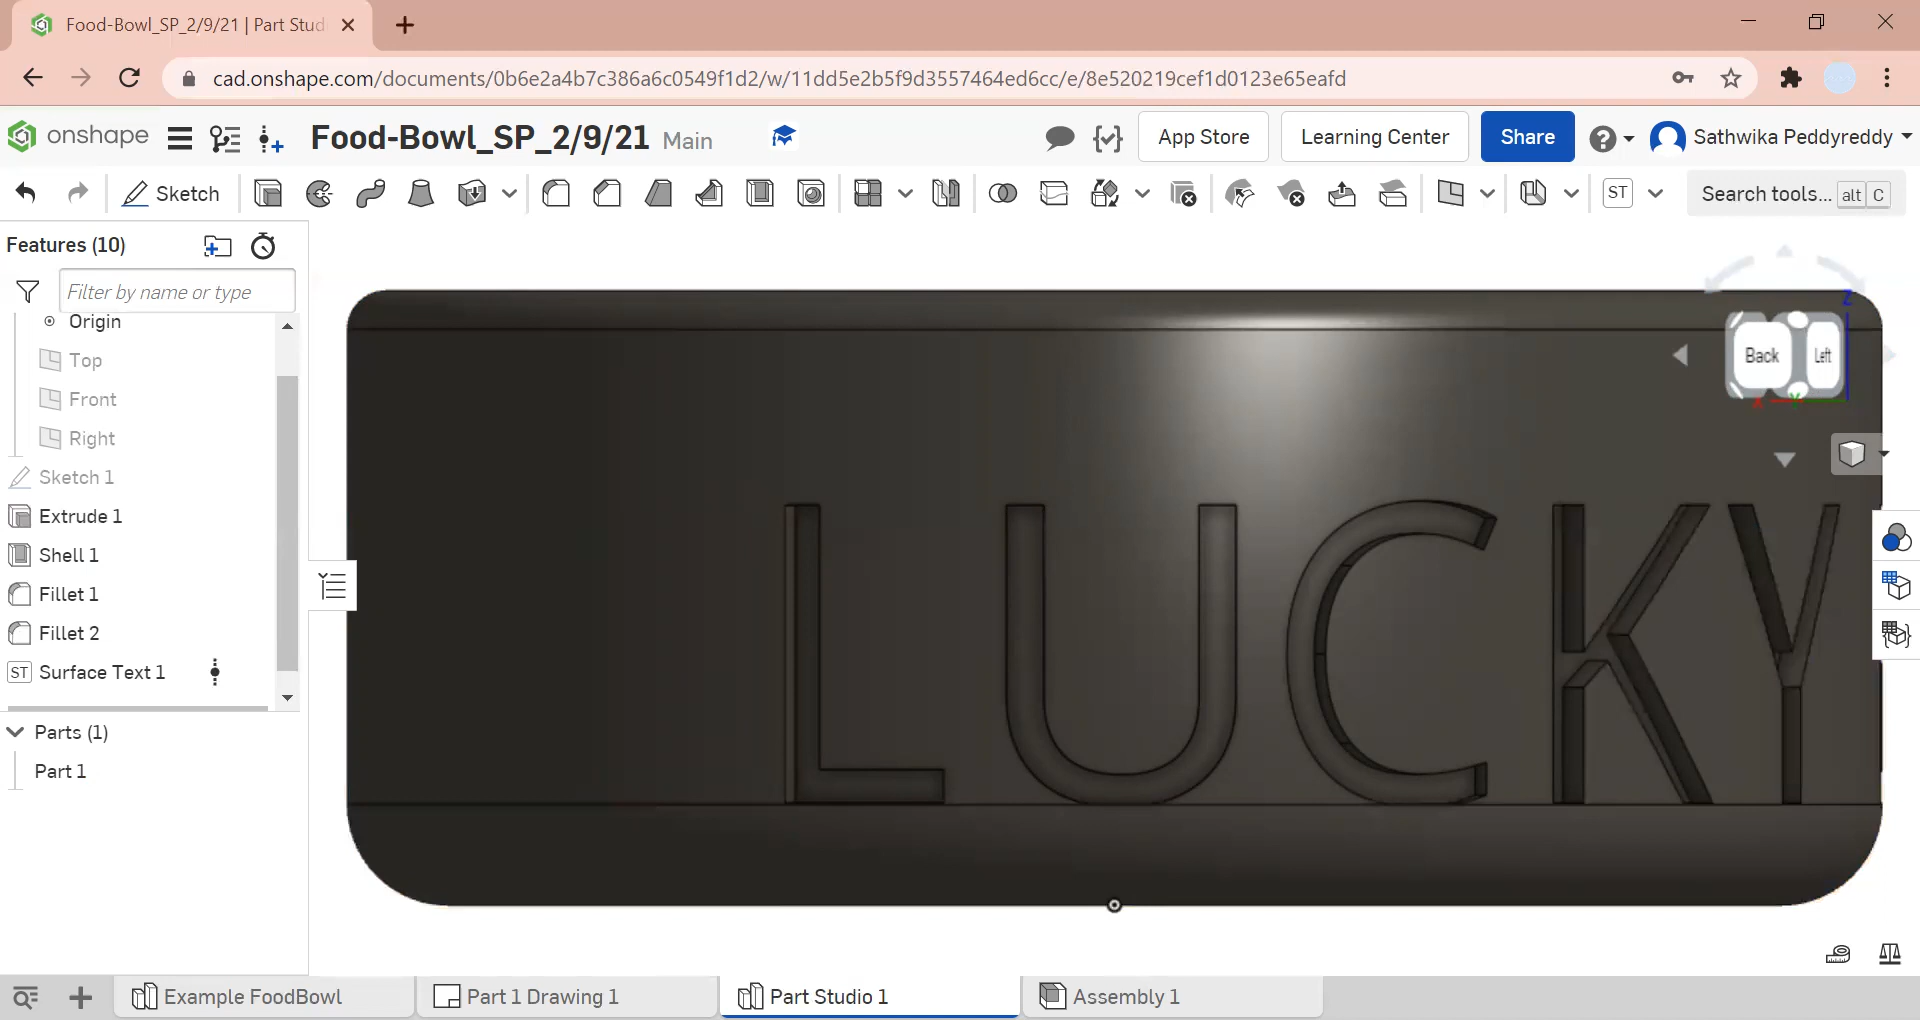 Food-Bowl_SP_2/9/21 | Part Studi
cad.onshape.com/documents/0b6e2a4b7c386a6c0549f1d2/w/11dd5e2b5f9d3557464ed6cc/e/8e520219cef1d0123e65eafd
onshape
Food-Bowl_SP_2/9/21 Main
App Store
Learning Center
Share
Sathwika Peddyreddy
Sketch
ST
Search tools... alt C
Features (10)
Filter by name or type
Origin
Top
Front
Right
Sketch 1
Extrude 1
Shell 1
Fillet 1
Fillet 2
ST Surface Text 1
Parts (1)
Part 1
LUCKY
Z
Back
Left
X
Y
Example FoodBowl
Part 1 Drawing 1
Part Studio 1
Assembly 1